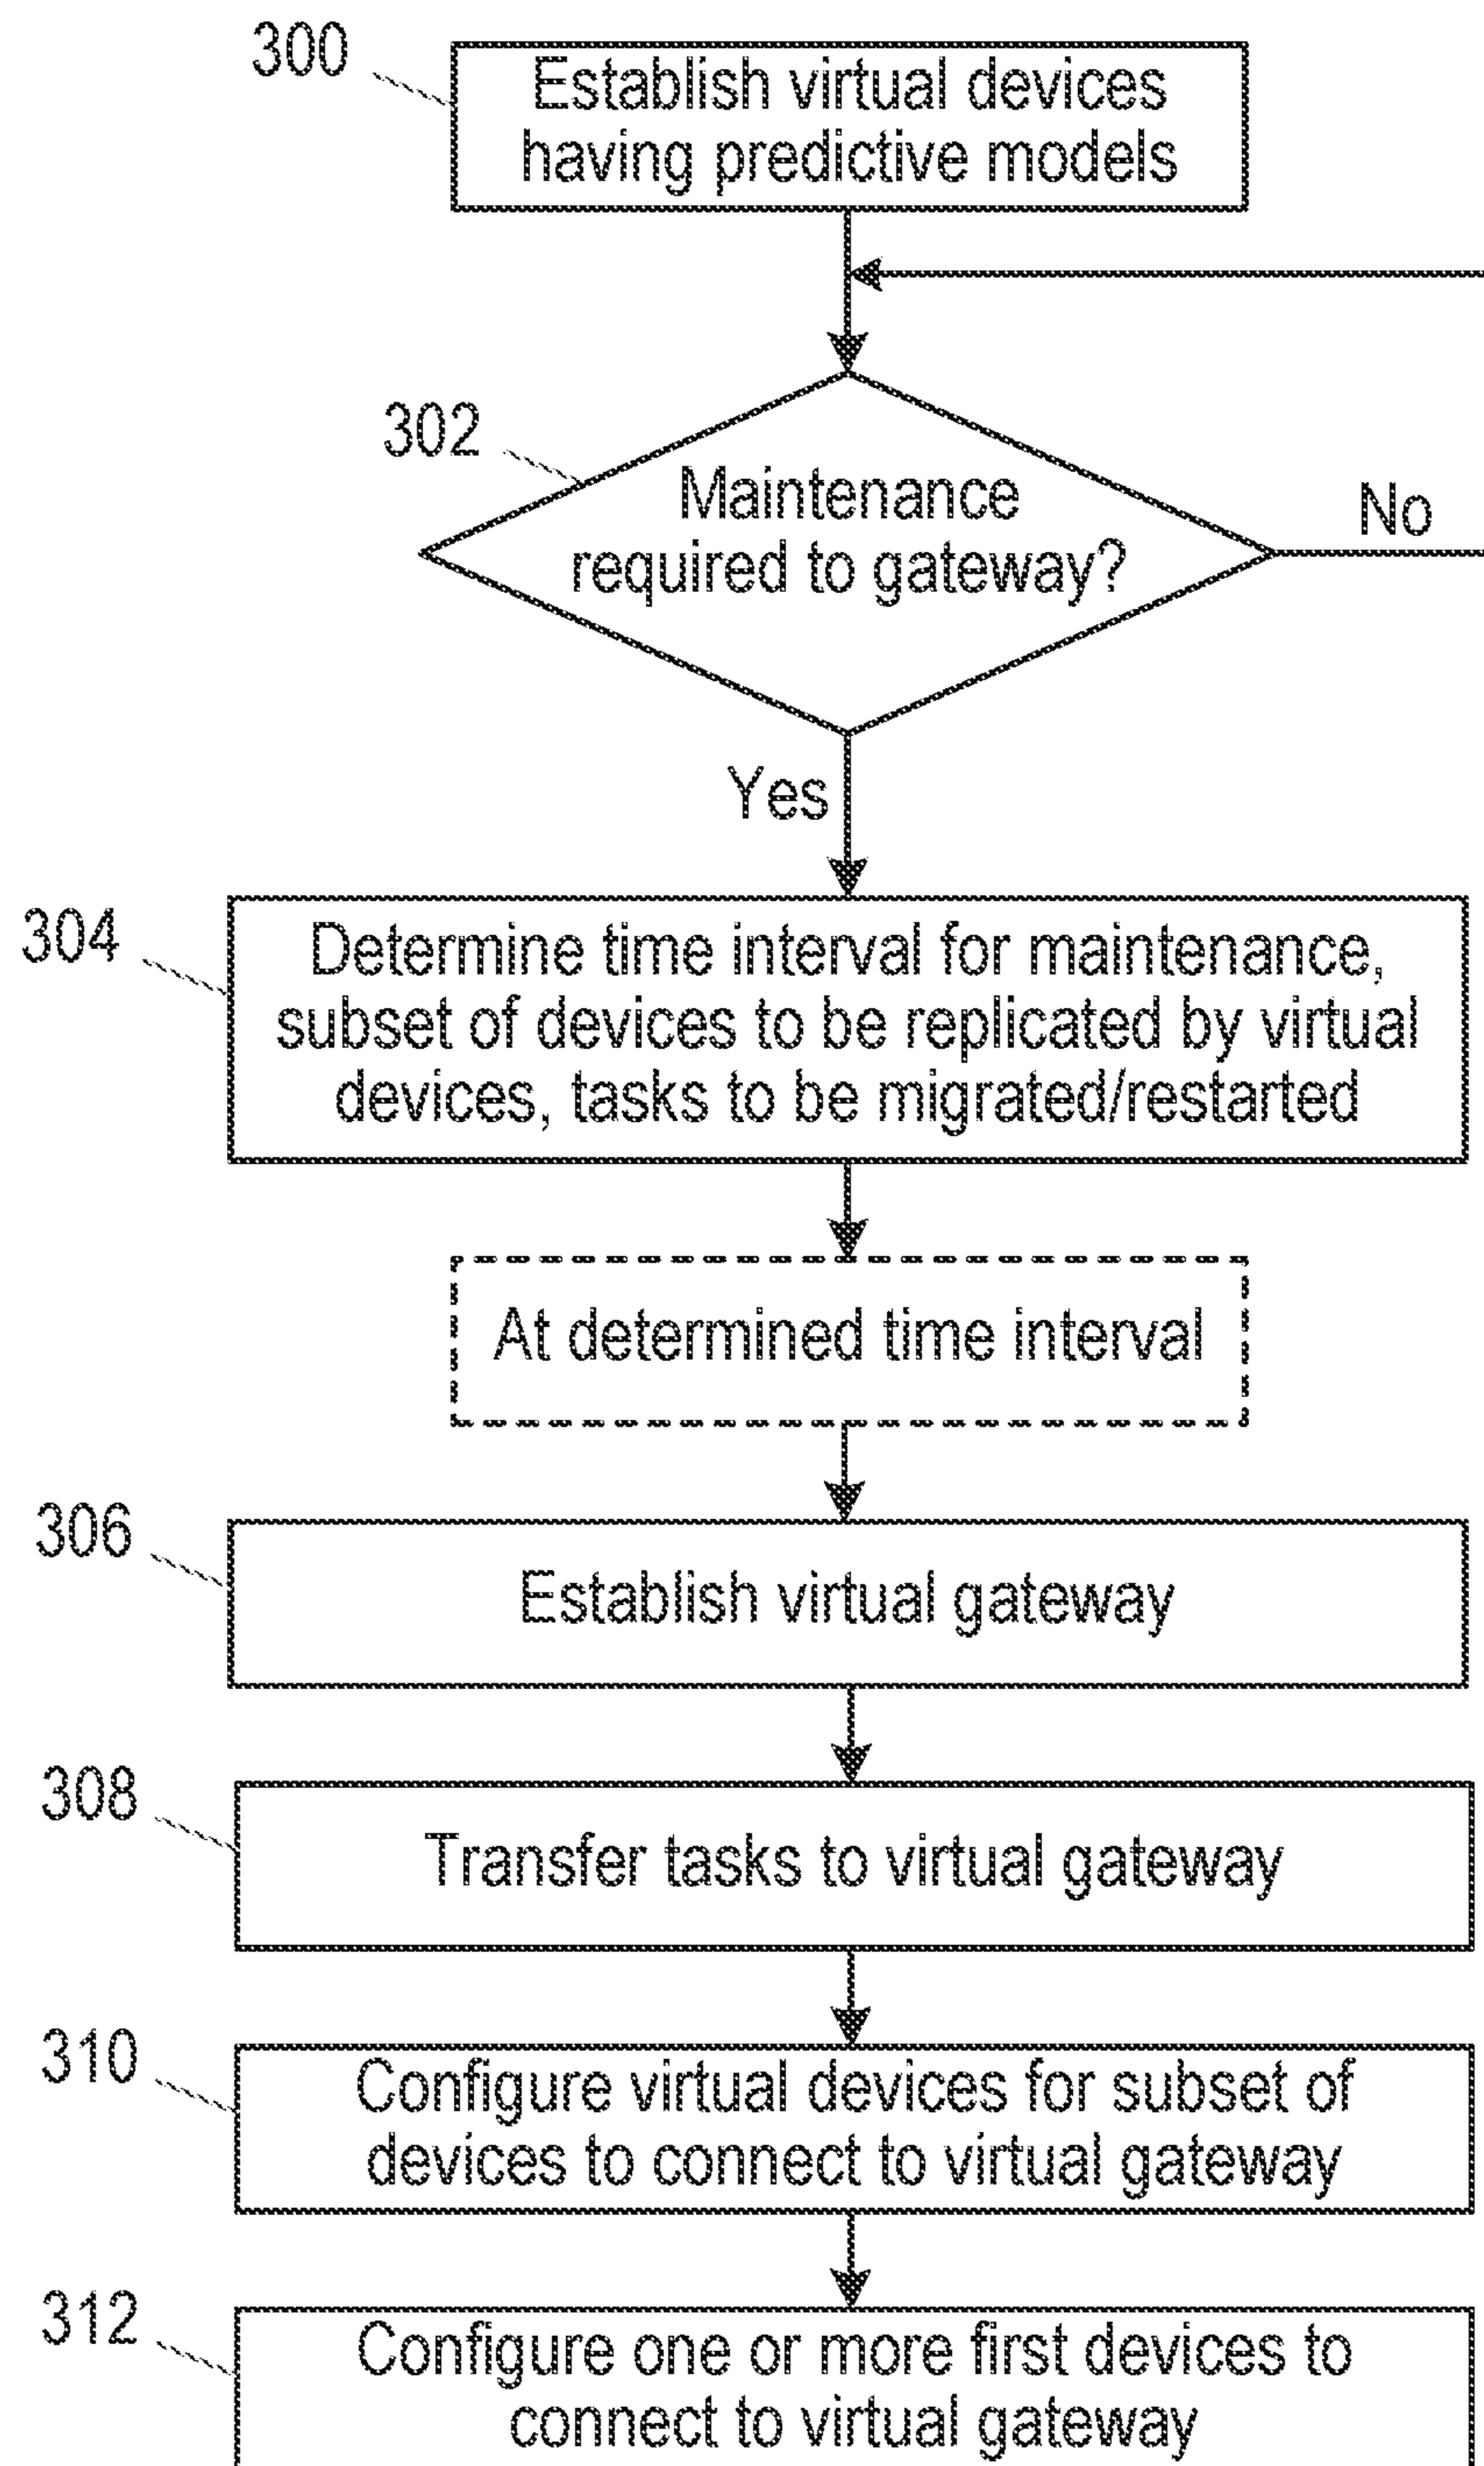 300
Establish virtual devices
having predictive models
302
Maintenance
required to gateway?
No
Yes
304
Determine time interval for maintenance,
subset of devices to be replicated by virtual
devices, tasks to be migrated/restarted
At determined time interval
306
Establish virtual gateway
308
Transfer tasks to virtual gateway
310
Configure virtual devices for subset of
devices to connect to virtual gateway
312
Configure one or more first devices to
connect to virtual gateway